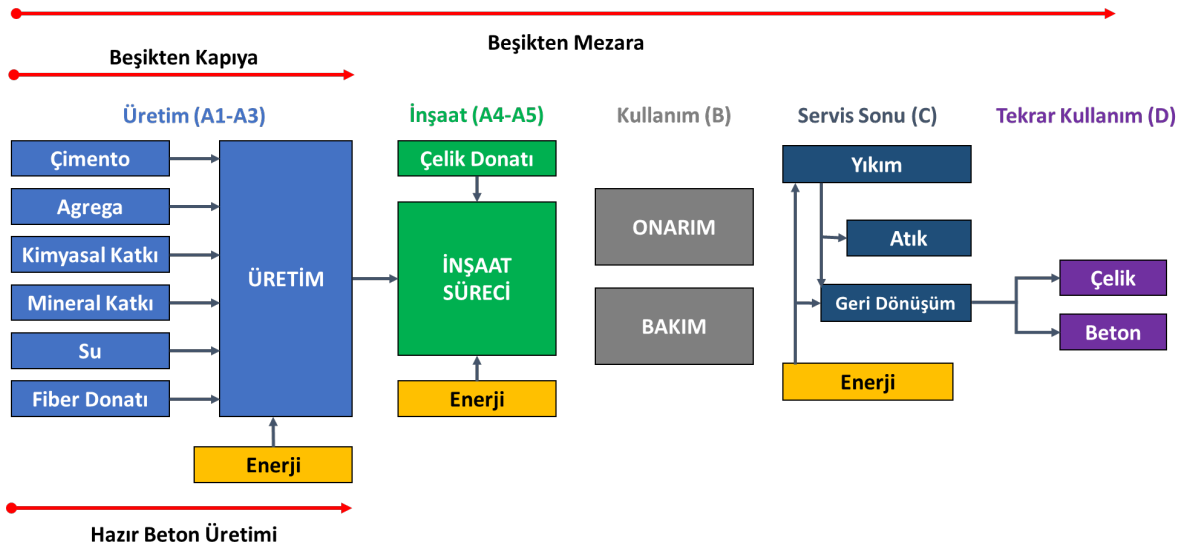 Beşikten Mezara
Beşikten Kapıya
Üretim (A1-A3)
İnşaat (A4-A5)
Kullanım (B)
Servis Sonu (C)
Tekrar Kullanım (D)
Çimento
Agrega
Kimyasal Katkı
Mineral Katkı
Su
Fiber Donatı
ÜRETİM
Enerji
Çelik Donatı
İNŞAAT
SÜRECİ
Enerji
ONARIM
BAKIM
Yıkım
Atık
Geri Dönüşüm
Enerji
Çelik
Beton
Hazır Beton Üretimi